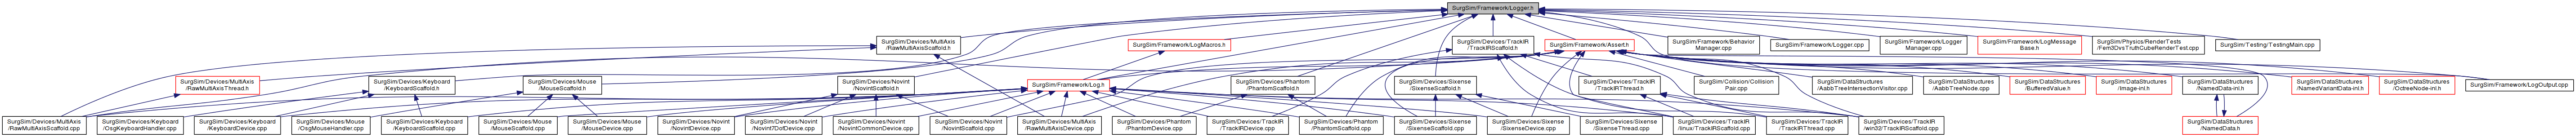 SurgSim/Framework/Logger.h
SurgSim/Devices/MultiAxis
/RawMultiAxisScaffold.h
SurgSim/Framework/LogMacros.h
SurgSim/Devices/TrackIR
/TrackIRScaffold.h
SurgSim/Framework/Assert.h
SurgSim/Framework/Behavior
Manager.cpp
SurgSim/Framework/Logger.cpp
SurgSim/Framework/Logger
Manager.cpp
SurgSim/Framework/LogMessage
Base.h
SurgSim/Physics/RenderTests
/Fem3DvsTruthCubeRenderTest.cpp
SurgSim/Testing/TestingMain.cpp
SurgSim/Devices/MultiAxis
/RawMultiAxisThread.h
SurgSim/Devices/Keyboard
/KeyboardScaffold.h
SurgSim/Devices/Mouse
/MouseScaffold.h
SurgSim/Devices/Novint
/NovintScaffold.h
SurgSim/Framework/Log.h
SurgSim/Devices/Phantom
/PhantomScaffold.h
SurgSim/Devices/Sixense
/SixenseScaffold.h
SurgSim/Devices/TrackIR
/TrackIRThread.h
SurgSim/Collision/Collision
Pair.cpp
SurgSim/DataStructures
/AabbTreeIntersectionVisitor.cpp
SurgSim/DataStructures
/AabbTreeNode.cpp
SurgSim/DataStructures
/BufferedValue.h
SurgSim/DataStructures
/Image-inl.h
SurgSim/DataStructures
/NamedData-inl.h
SurgSim/DataStructures
/NamedVariantData-inl.h
SurgSim/DataStructures
/OctreeNode-inl.h
SurgSim/Framework/LogOutput.cpp
SurgSim/Devices/MultiAxis
/RawMultiAxisScaffold.cpp
SurgSim/Devices/Keyboard
/OsgKeyboardHandler.cpp
SurgSim/Devices/Keyboard
/KeyboardDevice.cpp
SurgSim/Devices/Mouse
/OsgMouseHandler.cpp
SurgSim/Devices/Keyboard
/KeyboardScaffold.cpp
SurgSim/Devices/Mouse
/MouseScaffold.cpp
SurgSim/Devices/Mouse
/MouseDevice.cpp
SurgSim/Devices/Novint
/NovintDevice.cpp
SurgSim/Devices/Novint
/Novint7DofDevice.cpp
SurgSim/Devices/Novint
/NovintCommonDevice.cpp
SurgSim/Devices/Novint
/NovintScaffold.cpp
SurgSim/Devices/MultiAxis
/RawMultiAxisDevice.cpp
SurgSim/Devices/Phantom
/PhantomDevice.cpp
SurgSim/Devices/TrackIR
/TrackIRDevice.cpp
SurgSim/Devices/Phantom
/PhantomScaffold.cpp
SurgSim/Devices/Sixense
/SixenseScaffold.cpp
SurgSim/Devices/Sixense
/SixenseDevice.cpp
SurgSim/Devices/Sixense
/SixenseThread.cpp
SurgSim/Devices/TrackIR
/linux/TrackIRScaffold.cpp
SurgSim/Devices/TrackIR
/TrackIRThread.cpp
SurgSim/Devices/TrackIR
/win32/TrackIRScaffold.cpp
SurgSim/DataStructures
/NamedData.h